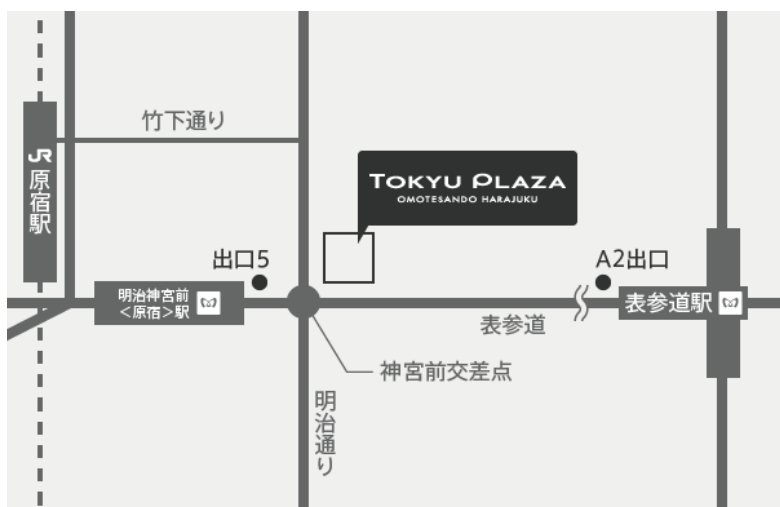 竹下通り
JR
原宿駅
TOKYU PLAZA
OMOTESANDO HARAJUKU
出口5
A2出口
明治神宮前
<原宿>駅
表参道駅
表参道
神宮前交差点
明治通り